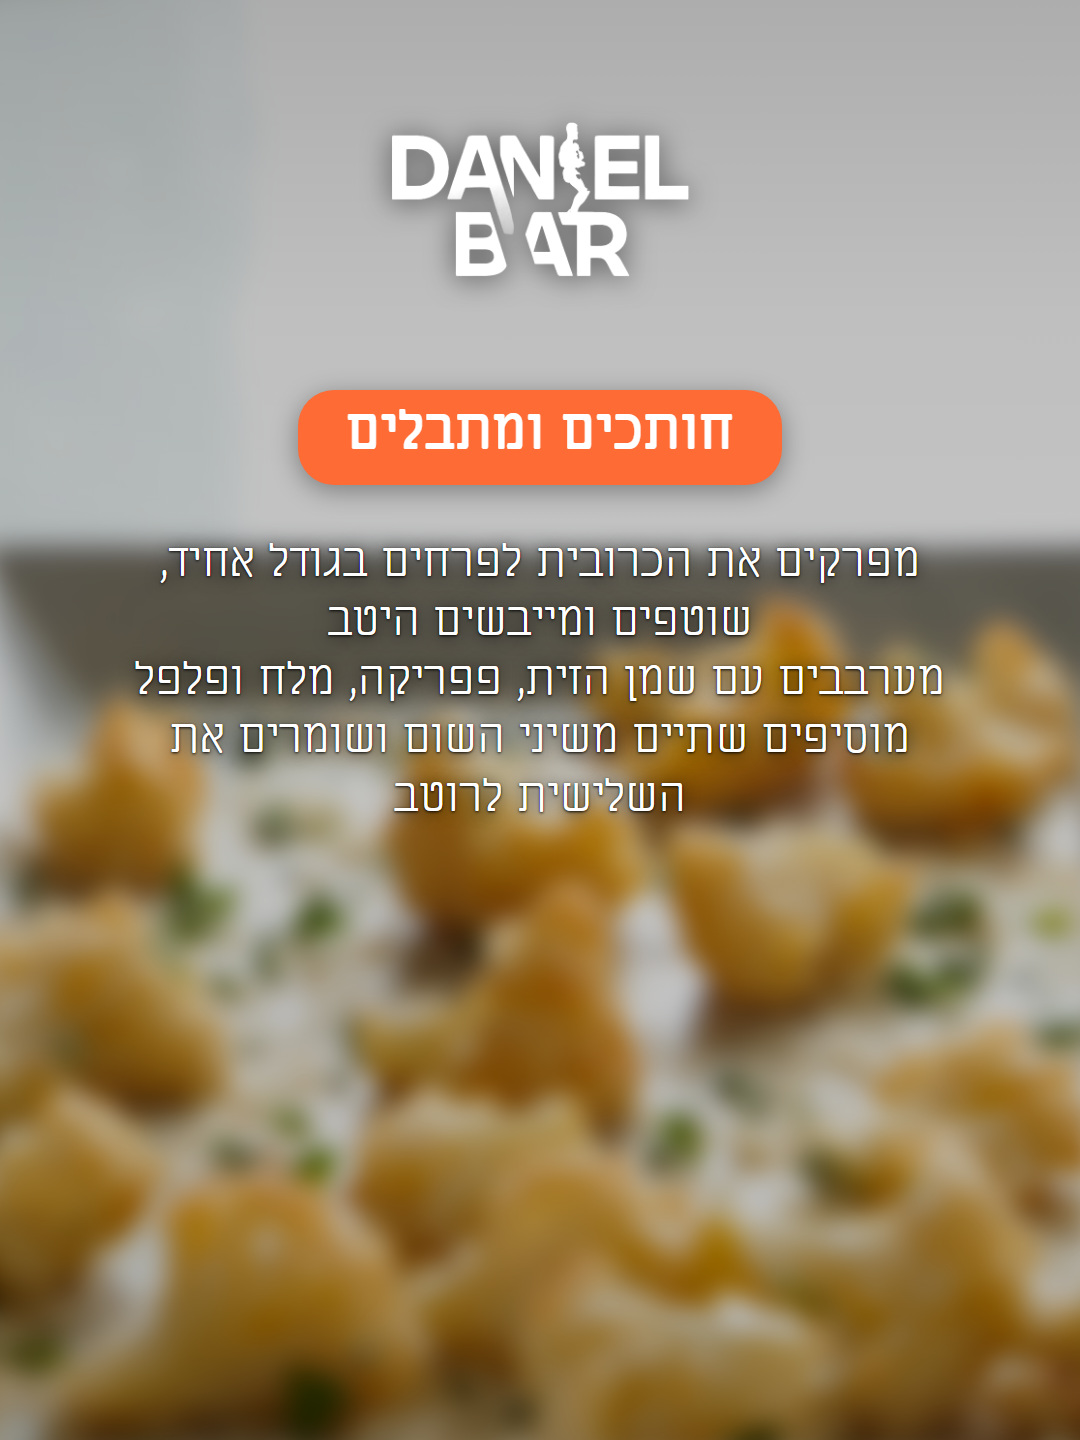 DANIEL
BAR
חותכים ומתבלים
מפרקים את הכרובית לפרחים בגודל אחיד,
שוטפים ומייבשים היטב
מערבבים עם שמן הזית, פפריקה, מלח ופלפל
מוסיפים שתיים משיני השום ושומרים את
השלישית לרוטב